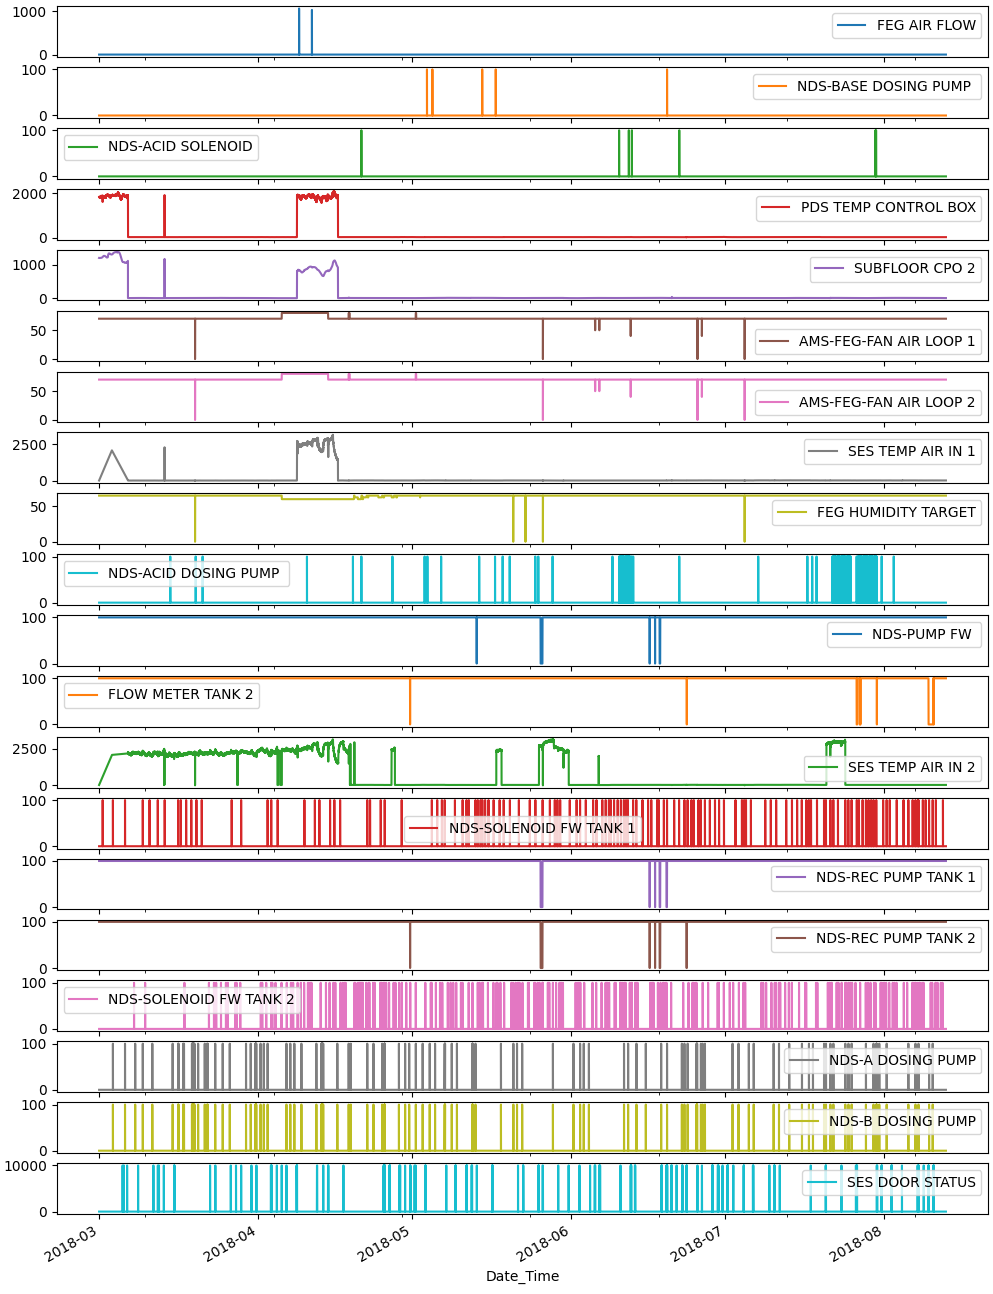 1000
0
FEG AIR FLOW
100
0
NDS-BASE DOSING PUMP
100
0
NDS-ACID SOLENOID
2000
0
PDS TEMP CONTROL BOX
1000
0
SUBFLOOR CPO 2
50
0
AMS-FEG-FAN AIR LOOP 1
50
0
AMS-FEG-FAN AIR LOOP 2
2500
0
SES TEMP AIR IN 1
50
0
FEG HUMIDITY TARGET
100
0
NDS-ACID DOSING PUMP
100
0
NDS-PUMP FW
100
0
FLOW METER TANK 2
2500
0
SES TEMP AIR IN 2
100
0
NDS-SOLENOID FW TANK 1
100
0
NDS-REC PUMP TANK 1
100
0
NDS-REC PUMP TANK 2
100
0
NDS-SOLENOID FW TANK 2
100
0
NDS-A DOSING PUMP
100
0
NDS-B DOSING PUMP
10000
0
SES DOOR STATUS
2018-03
2018-04
2018-05
2018-06
2018-07
2018-08
Date_Time